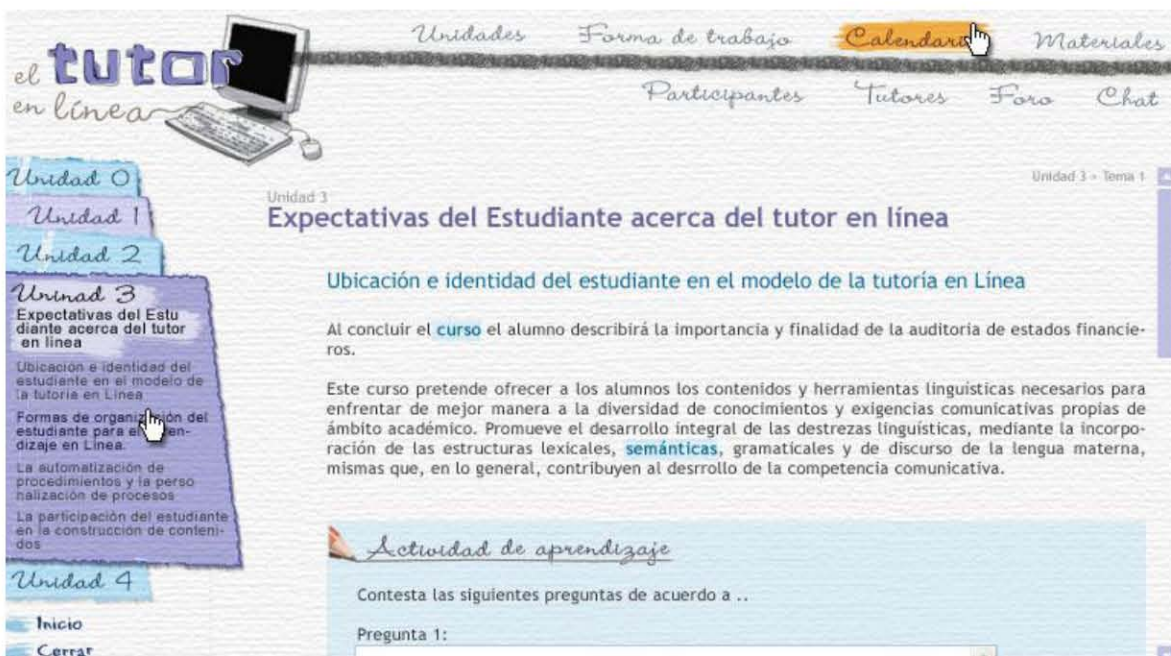 el tutor
en línea
Unidades Forma de trabajo Calendario Materiales
Participantes Tutores Foro Chat
Unidad 0
Unidad 1
Unidad 2
Urinad 3
Expectativas del Estu
diante acerca del tutor
en linea
Ubicación e identidad del
estudiante en el modelo de
la tutoria en Linea
Formas de organización del
estudiante para el
dizaje en Linea.
La automatización de
procedimientos y la perso
nalización de procesos
La participación del estudiante
en la construcción de conteni-
dos
Unidad 4
Inicio
Cerrar
Unidad 3 - Tema 1
Unidad 3
Expectativas del Estudiante acerca del tutor en línea
Ubicación e identidad del estudiante en el modelo de la tutoría en Línea
Al concluir el curso el alumno describirá la importancia y finalidad de la auditoria de estados financie-
ros.
Este curso pretende ofrecer a los alumnos los contenidos y herramientas linguisticas necesarios para
enfrentar de mejor manera a la diversidad de conocimientos y exigencias comunicativas propias de
ámbito académico. Promueve el desarrollo integral de las destrezas linguísticas, mediante la incorpo-
ración de las estructuras lexicales, semánticas, gramaticales y de discurso de la lengua materna,
mismas que, en lo general, contribuyen al desrrollo de la competencia comunicativa.
Actividad de aprendizaje
Contesta las siguientes preguntas de acuerdo a ..
Pregunta 1: